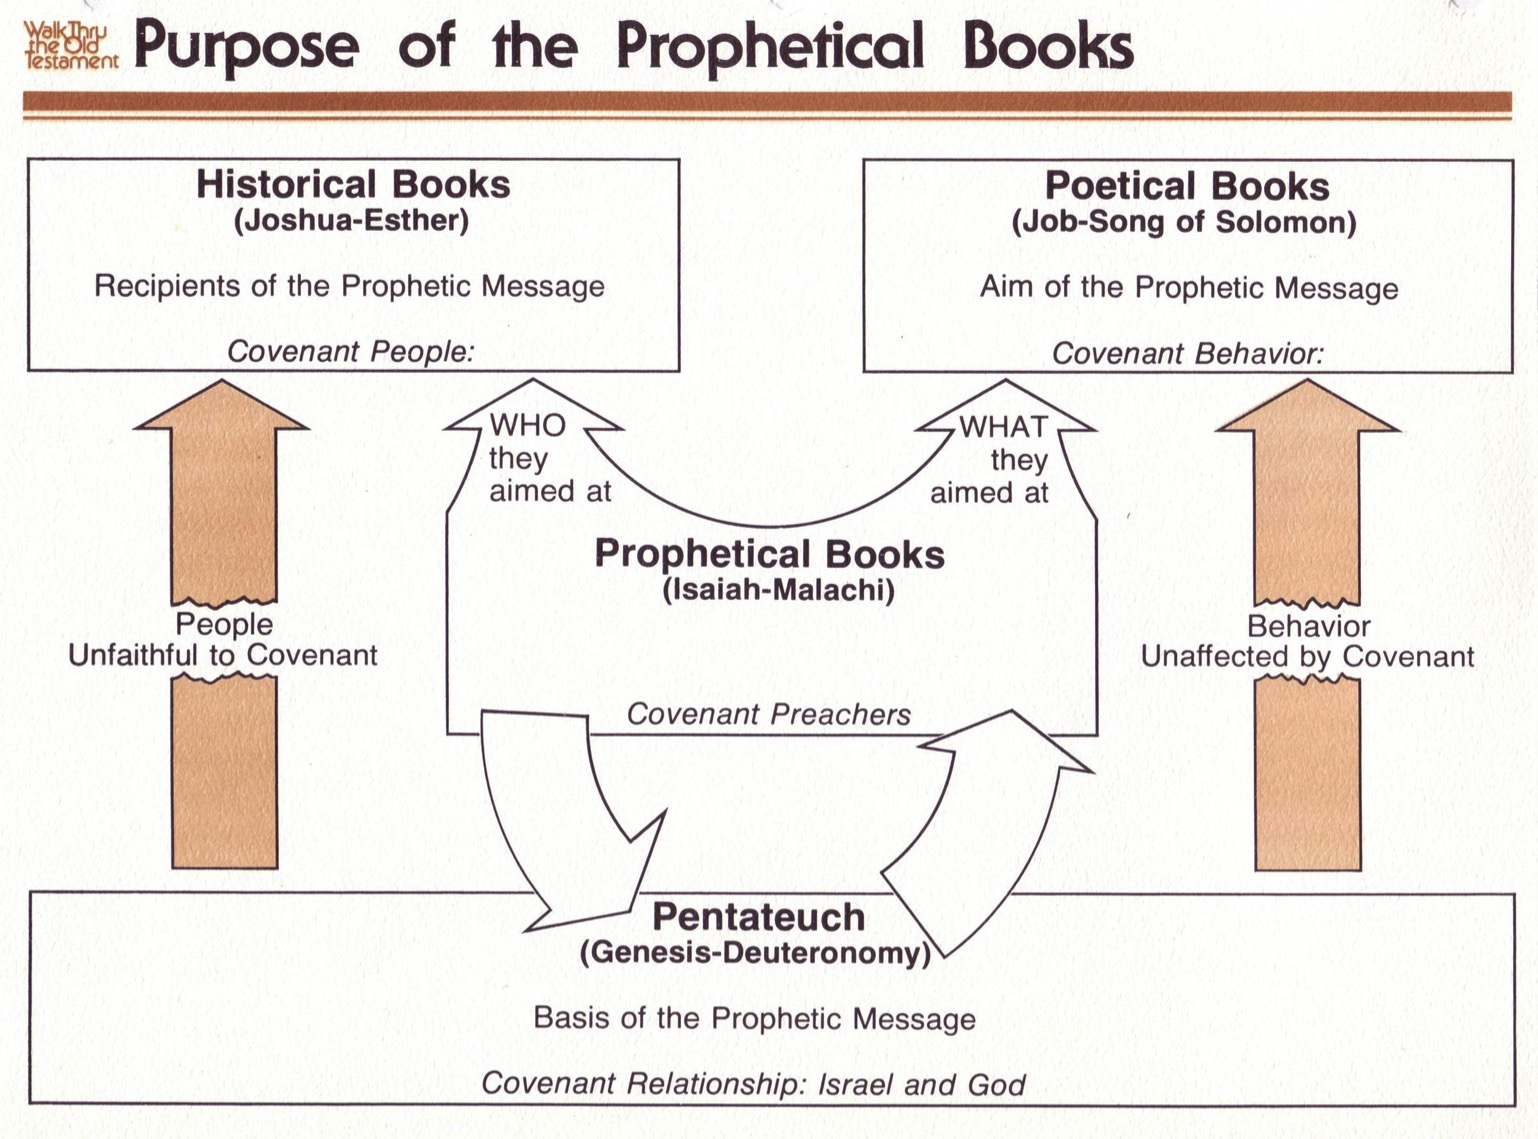 Walk Thru
the Old
Testament
Purpose of the Prophetical Books
Historical Books
(Joshua-Esther)
Recipients of the Prophetic Message
Covenant People:
Poetical Books
(Job-Song of Solomon)
Aim of the Prophetic Message
Covenant Behavior:
WHO
they
aimed at
WHAT
they
aimed at
Prophetical Books
(Isaiah-Malachi)
Covenant Preachers
People
Unfaithful to Covenant
Behavior
Unaffected by Covenant
Pentateuch
(Genesis-Deuteronomy)
Basis of the Prophetic Message
Covenant Relationship: Israel and God